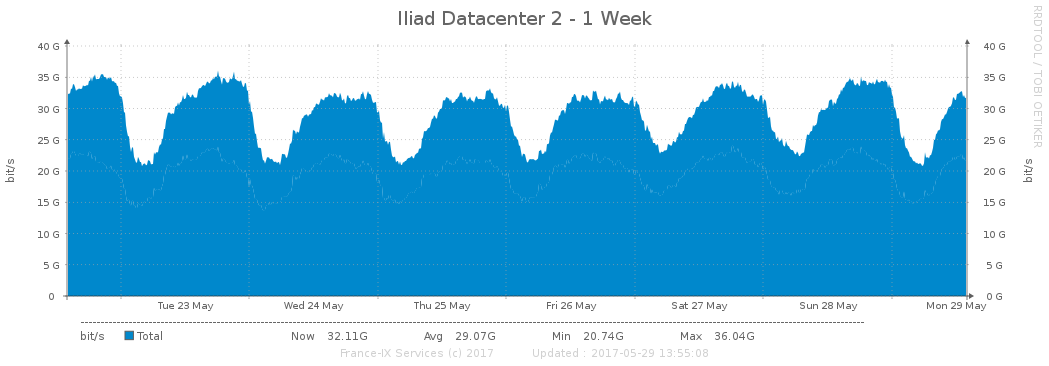 Iliad Datacenter 2 - 1 Week
RRDTOOL / TOBI OETIKER
bit/s
40 G
35 G
30 G
25 G
20 G
15 G
10 G
5 G
0
40 G
35 G
30 G
25 G
20 G
15 G
10 G
5 G
0 G
bit/s
Tue 23 May Wed 24 May Thu 25 May Fri 26 May Sat 27 May Sun 28 May Mon 29 May
bit/s Total Now 32.11G Avg 29.07G Min 20.74G Max 36.04G
France-IX Services (c) 2017 Updated : 2017-05-29 13:55:08